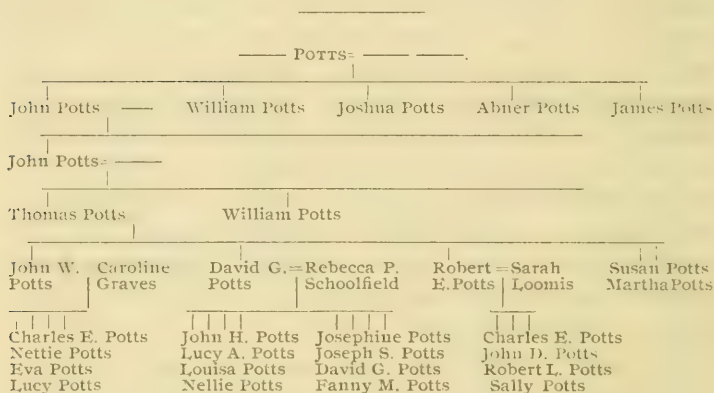 —— POTTS= —— ——.
John Potts —— William Potts Joshua Potts Abner Potts James Potts
John Potts= ——
Thomas Potts William Potts
John W. Caroline David G.=Rebecca P. Robert =Sarah Susan Potts
Potts Graves Potts Schoolfield E. Potts Loomis Martha Potts
Charles E. Potts John H. Potts Josephine Potts Charles E. Potts
Nettie Potts Lucy A. Potts Joseph S. Potts John D. Potts
Eva Potts Louisa Potts David G. Potts Robert L. Potts
Lucy Potts Nellie Potts Fanny M. Potts Sally Potts